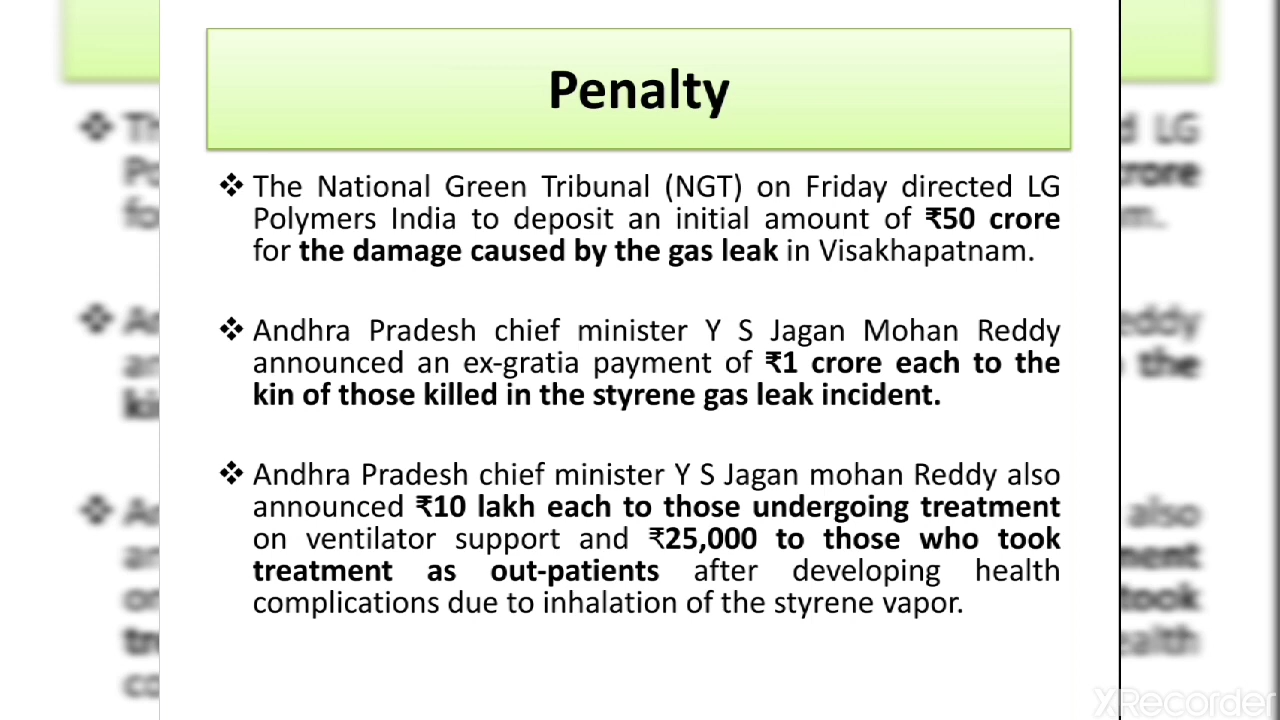 Penalty
❖ The National Green Tribunal (NGT) on Friday directed LG
Polymers India to deposit an initial amount of ₹50 crore
for the damage caused by the gas leak in Visakhapatnam.
❖ Andhra Pradesh chief minister Y S Jagan Mohan Reddy
announced an ex-gratia payment of ₹1 crore each to the
kin of those killed in the styrene gas leak incident.
❖ Andhra Pradesh chief minister Y S Jagan mohan Reddy also
announced ₹10 lakh each to those undergoing treatment
on ventilator support and ₹25,000 to those who took
treatment as out-patients after developing health
complications due to inhalation of the styrene vapor.
XRecorder